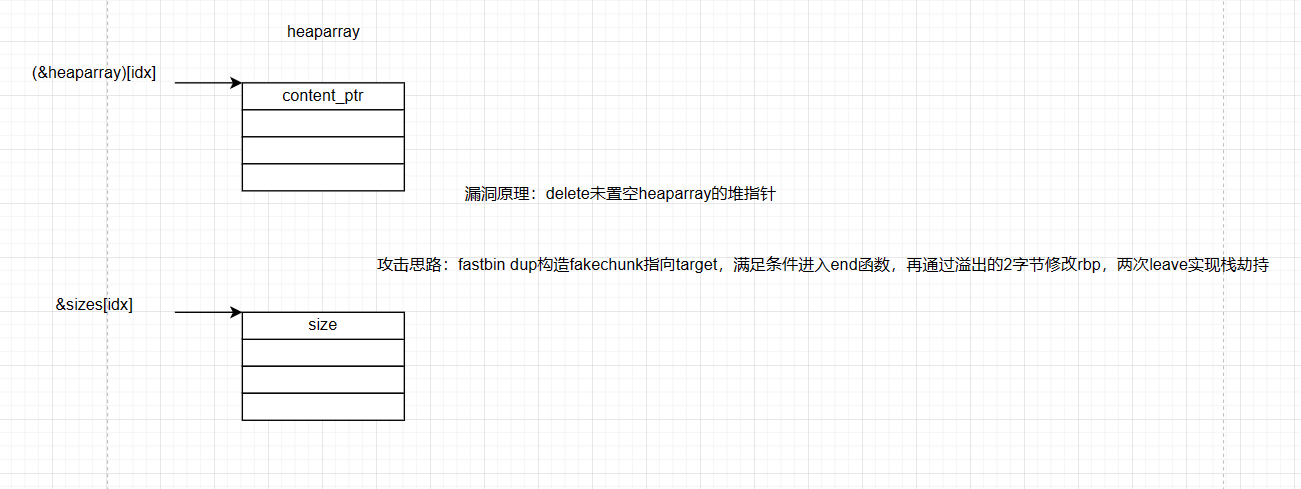 heaparray
(&heaparray)[idx]
content_ptr
漏洞原理：delete未置空heaparray的堆指针
攻击思路：fastbin dup构造fakechunk指向target，满足条件进入end函数，再通过溢出的2字节修改rbp，两次leave实现栈劫持
&sizes[idx]
size